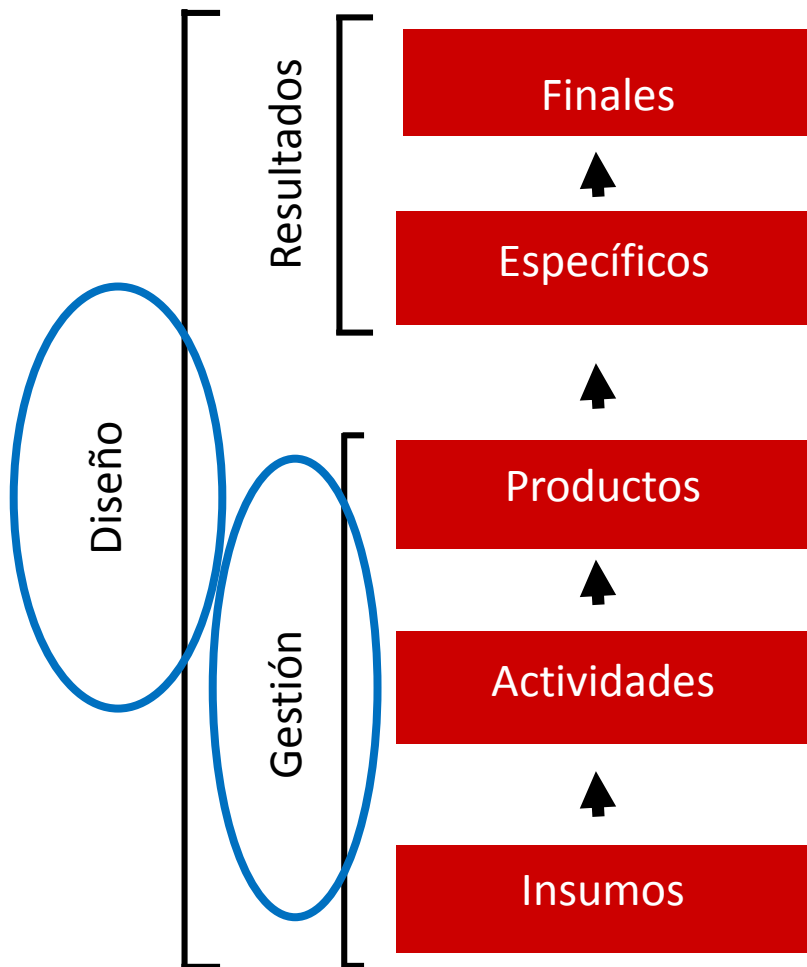 Diseño
Resultados
Finales
Específicos
Gestión
Productos
Actividades
Insumos